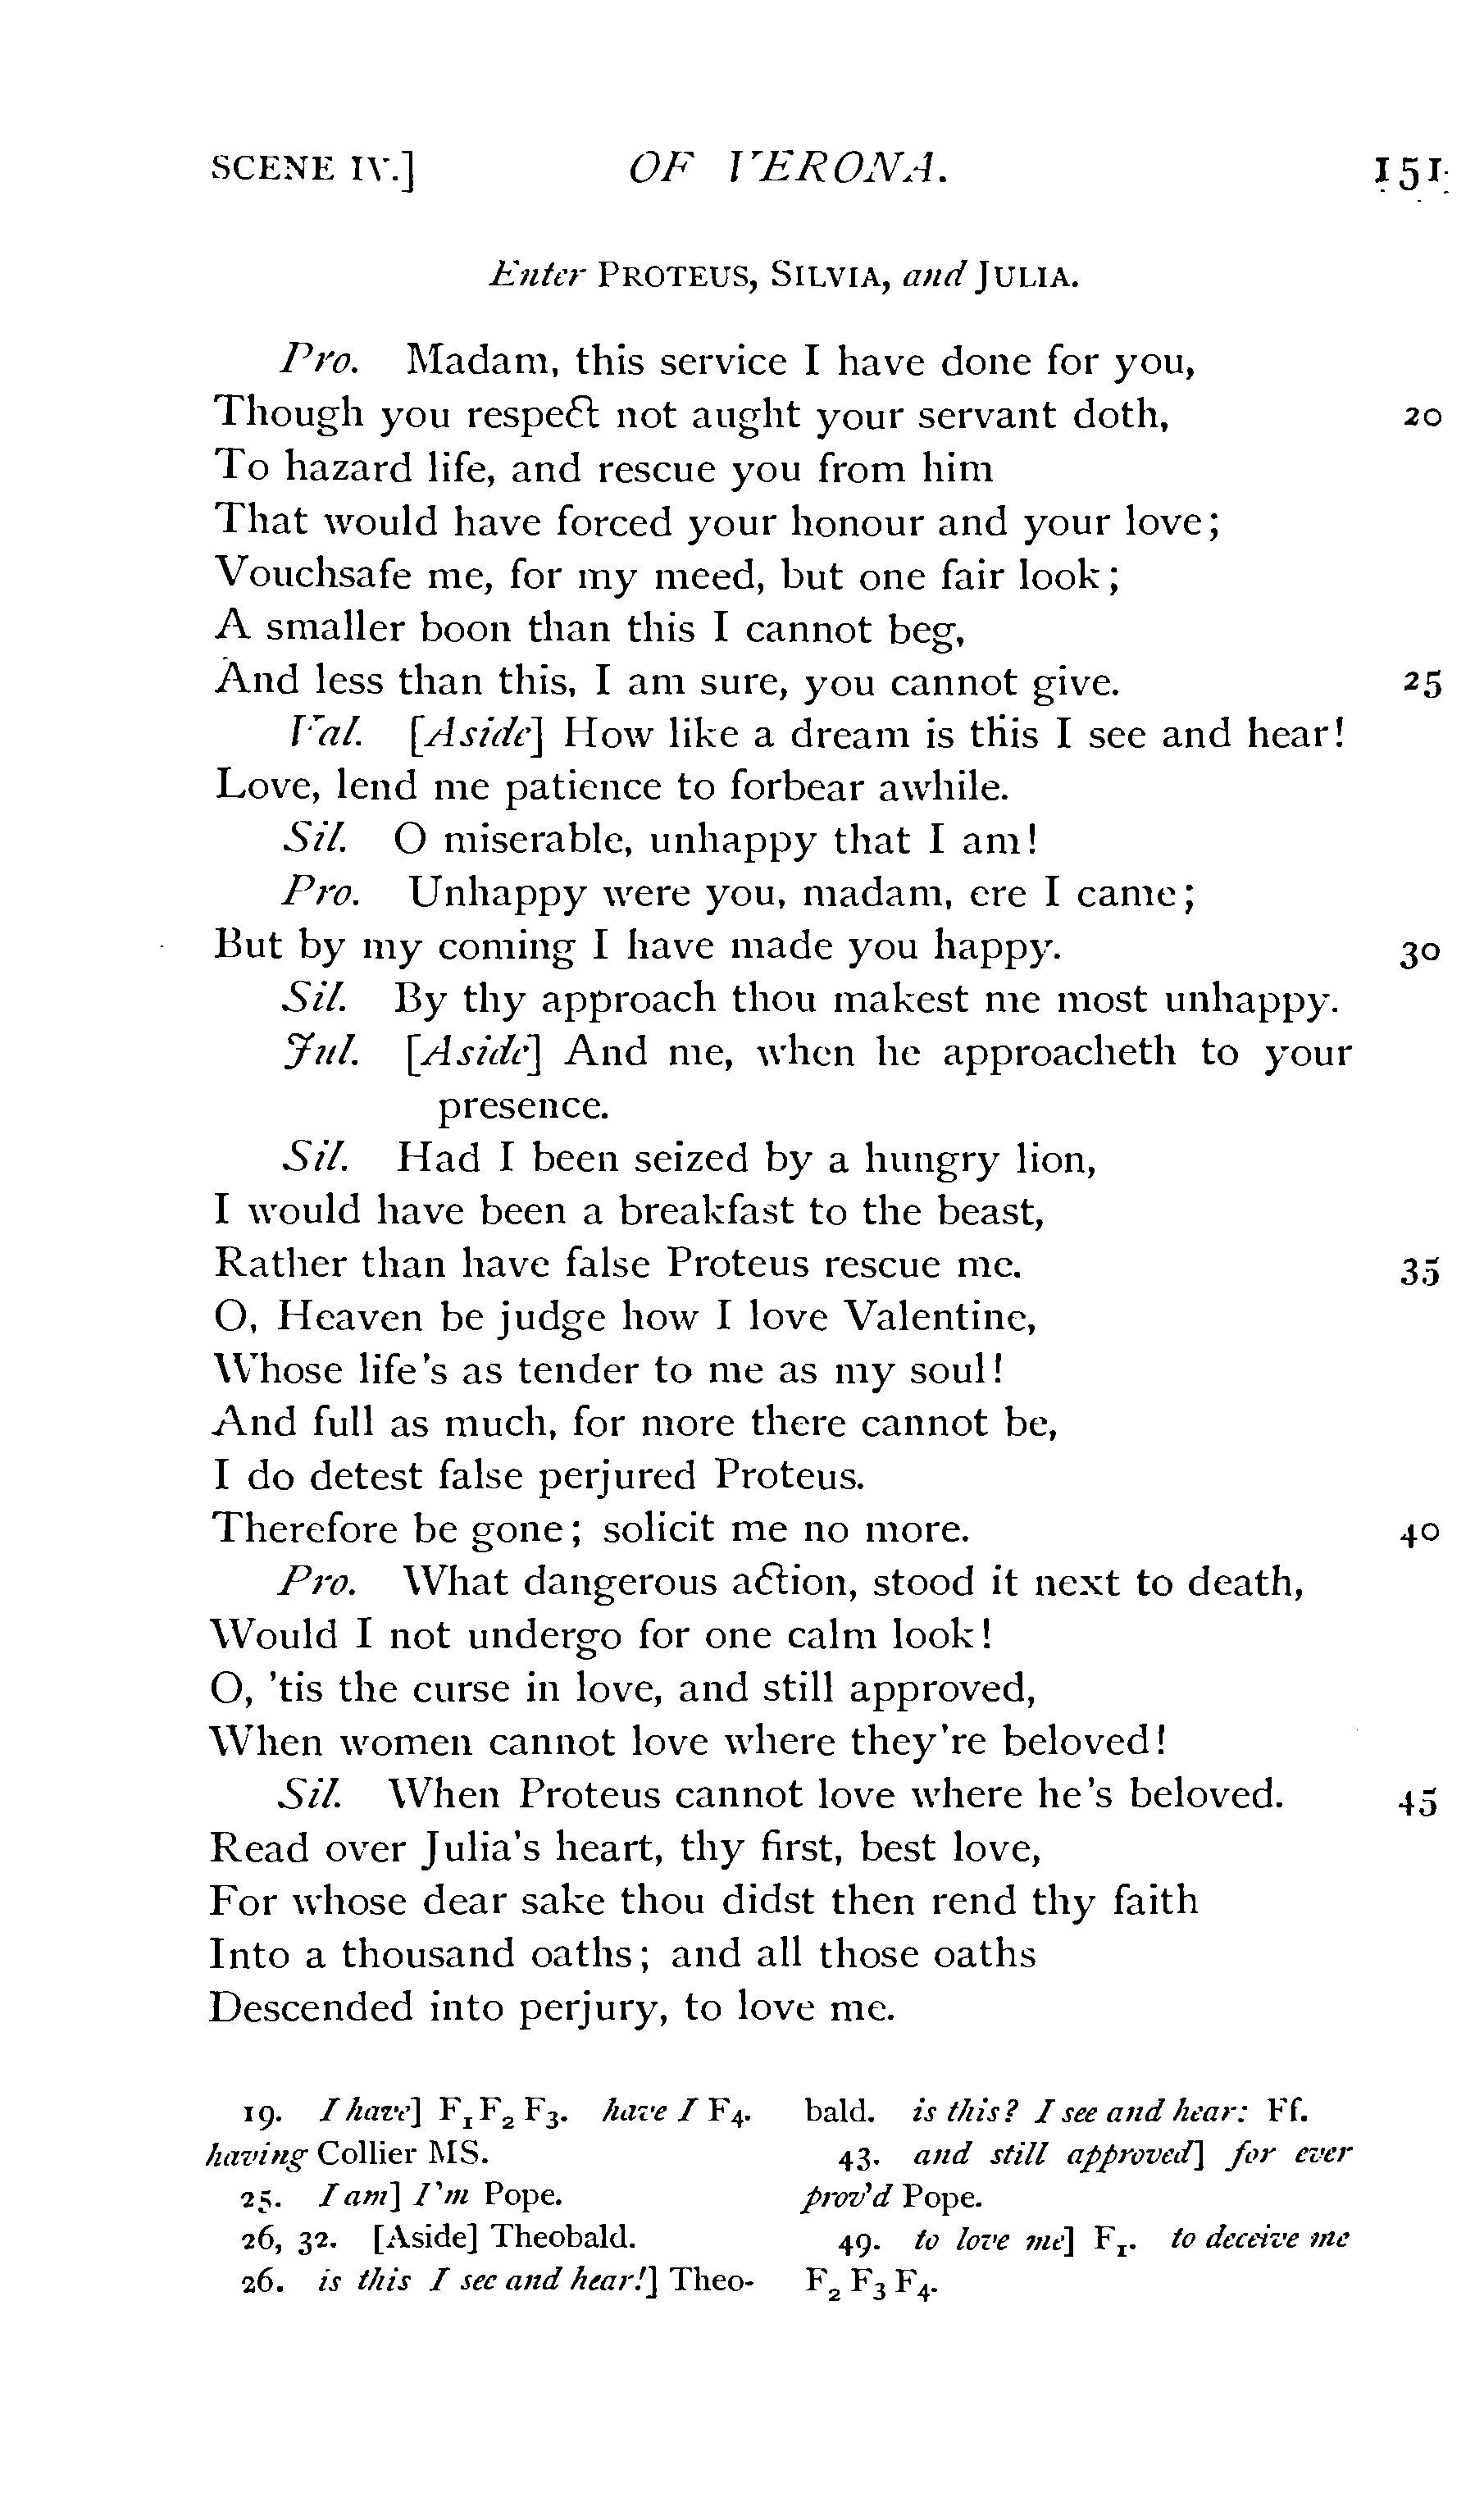 SCENE IV.] OF VERONA. 151
Enter PROTEUS, SILVIA, and JULIA.
Pro. Madam, this service I have done for you,
Though you respect not aught your servant doth, 20
To hazard life, and rescue you from him
That would have forced your honour and your love;
Vouchsafe me, for my meed, but one fair look;
A smaller boon than this I cannot beg,
And less than this, I am sure, you cannot give. 25
Val. [Aside] How like a dream is this I see and hear!
Love, lend me patience to forbear awhile.
Sil. O miserable, unhappy that I am!
Pro. Unhappy were you, madam, ere I came;
But by my coming I have made you happy. 30
Sil. By thy approach thou makest me most unhappy.
Jul. [Aside] And me, when he approacheth to your
presence.
Sil. Had I been seized by a hungry lion,
I would have been a breakfast to the beast,
Rather than have false Proteus rescue me. 35
O, Heaven be judge how I love Valentine,
Whose life's as tender to me as my soul!
And full as much, for more there cannot be,
I do detest false perjured Proteus.
Therefore be gone; solicit me no more. 40
Pro. What dangerous action, stood it next to death,
Would I not undergo for one calm look!
O, 'tis the curse in love, and still approved,
When women cannot love where they're beloved!
Sil. When Proteus cannot love where he's beloved. 45
Read over Julia's heart, thy first, best love,
For whose dear sake thou didst then rend thy faith
Into a thousand oaths; and all those oaths
Descended into perjury, to love me.
19. I have] F1 F2 F3. have I F4.
having Collier MS.
25. I am] I'm Pope.
26, 32. [Aside] Theobald.
26. is this I see and hear!] Theo-
bald. is this? I see and hear: Ff.
43. and still approved] for ever
prov'd Pope.
49. to love me] F1. to deceive me
F2 F3 F4.